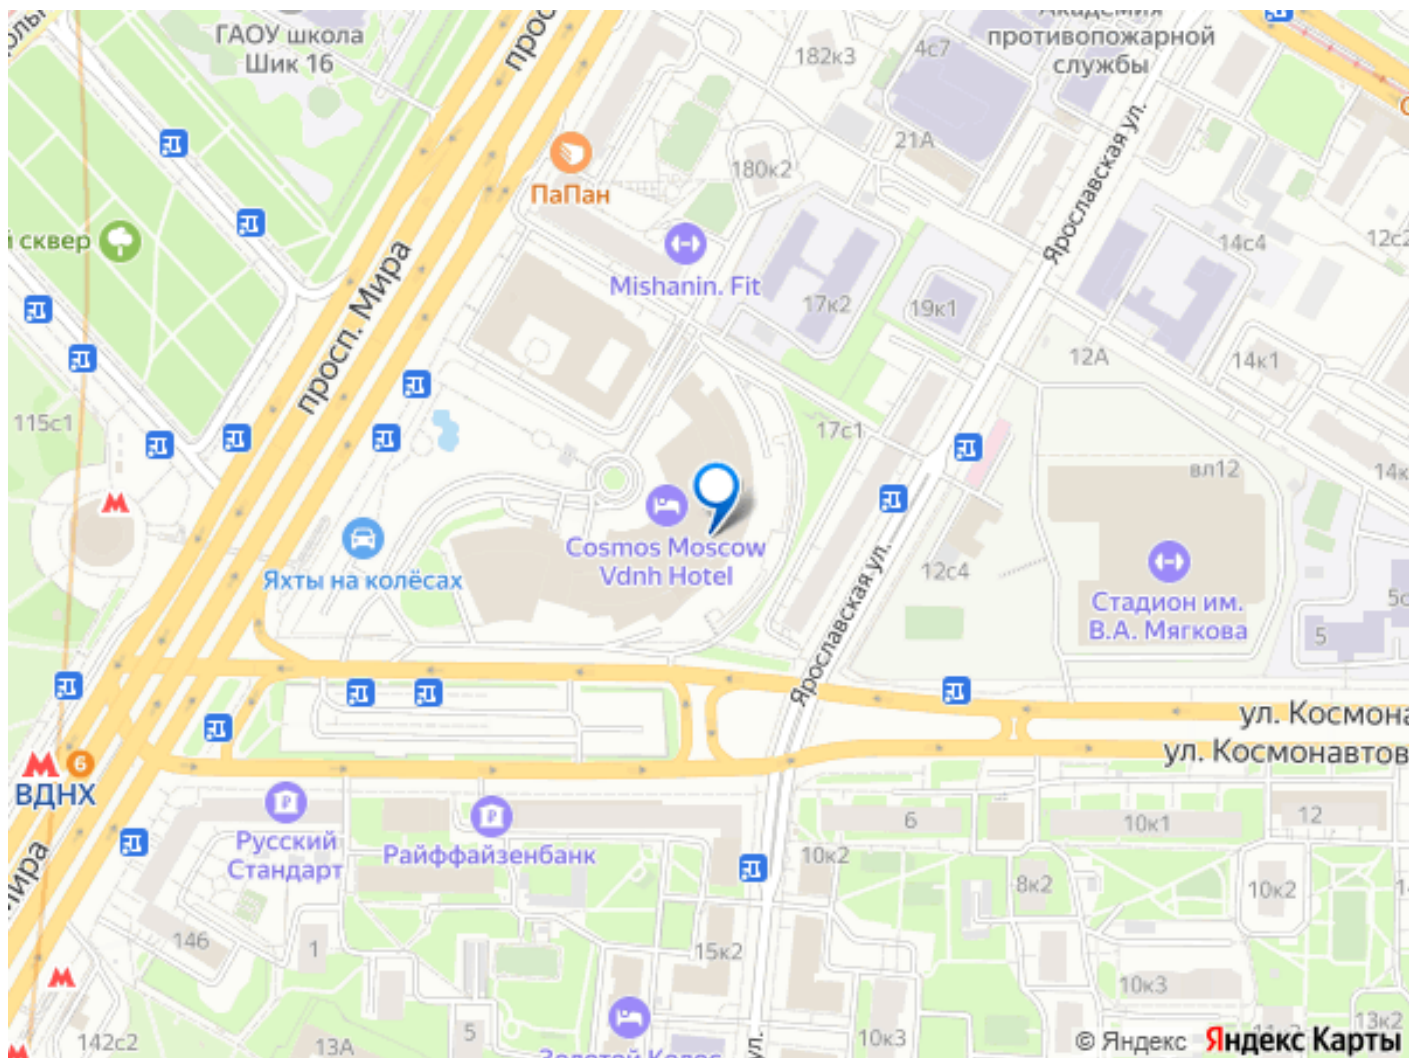 ГАОУ школа
Шик 16
просп. Мира
Академия
противопожарной
службы
182к3
4с7
21А
180к2
ПаПан
Ярославская ул.
14с4
й сквер
Mishanin. Fit
17к2
19к1
12А
14к1
115с1
17с1
вл12
Cosmos Moscow
Vdnh Hotel
Яхты на колёсах
12с4
Стадион им.
В.А. Мягкова
5
Ярославская ул.
ул. Космонавтов
6
ВДНХ
Русский
Стандарт
Райффайзенбанк
6
10к1
12
10к2
8к2
10к2
146
1
15к2
10к3
142с2
13А
5
Золотой Колос
10к3
13к2
© Яндекс Яндекс Карты